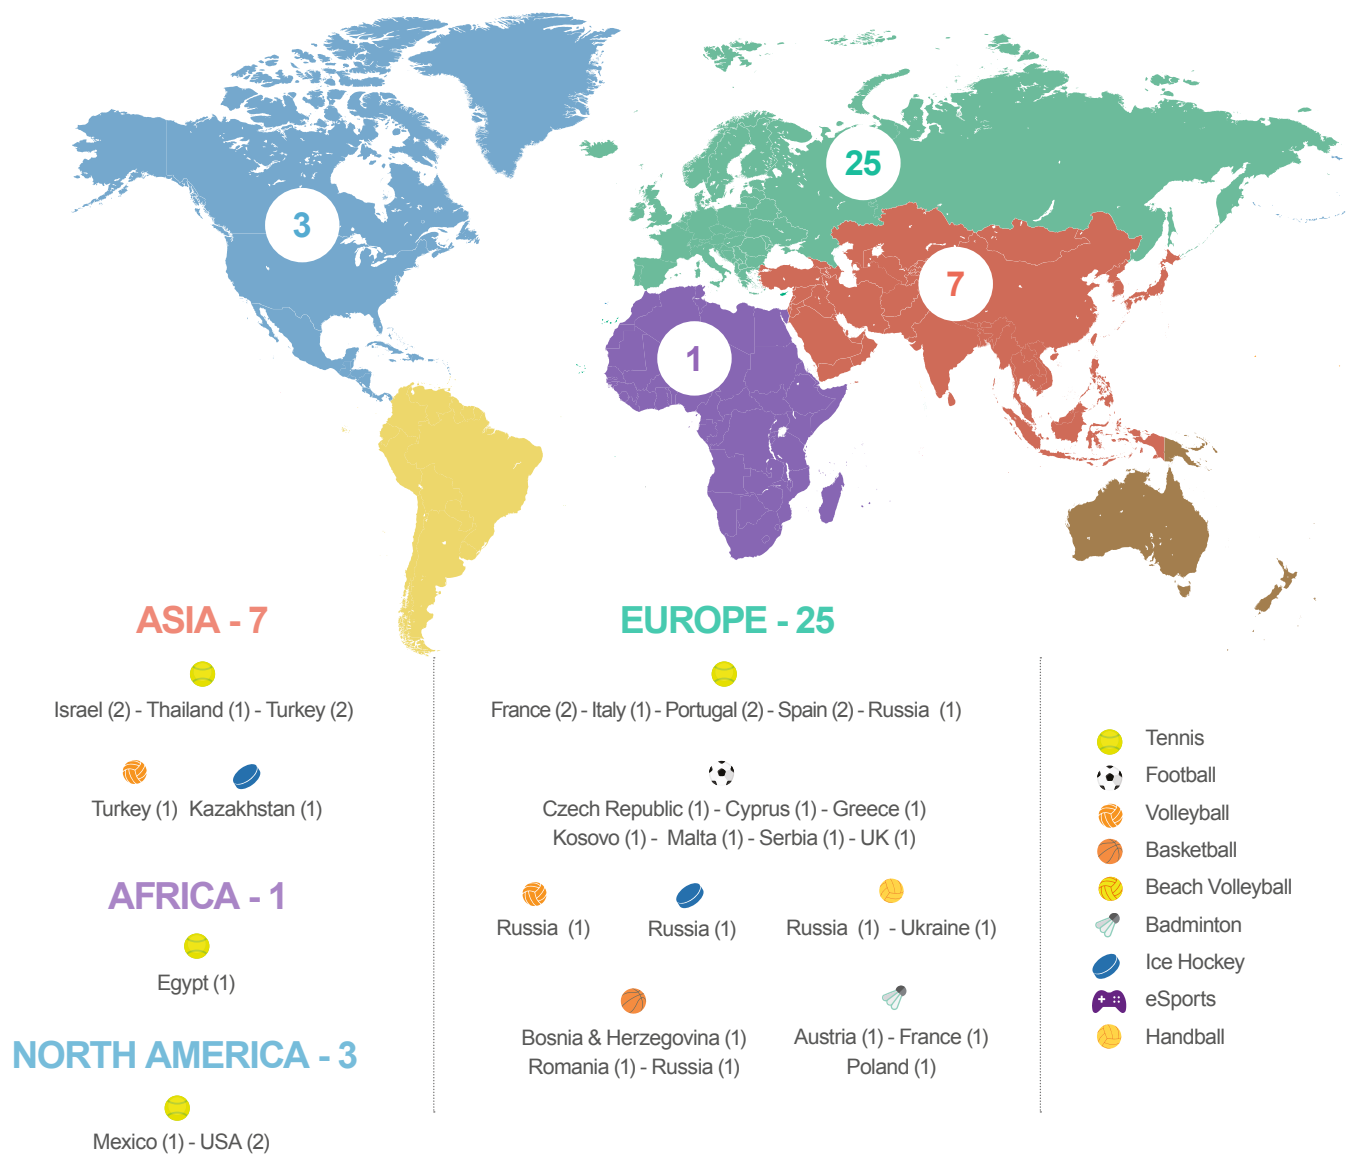 3
25
7
1
ASIA - 7
Israel (2) - Thailand (1) - Turkey (2)
Turkey (1) Kazakhstan (1)
AFRICA - 1
Egypt (1)
NORTH AMERICA - 3
Mexico (1) - USA (2)
EUROPE - 25
France (2) - Italy (1) - Portugal (2) - Spain (2) - Russia (1)
Czech Republic (1) - Cyprus (1) - Greece (1)
Kosovo (1) - Malta (1) - Serbia (1) - UK (1)
Russia (1)
Russia (1)
Russia (1) - Ukraine (1)
Bosnia & Herzegovina (1)
Romania (1) - Russia (1)
Austria (1) - France (1)
Poland (1)
Tennis
Football
Volleyball
Basketball
Beach Volleyball
Badminton
Ice Hockey
eSports
Handball